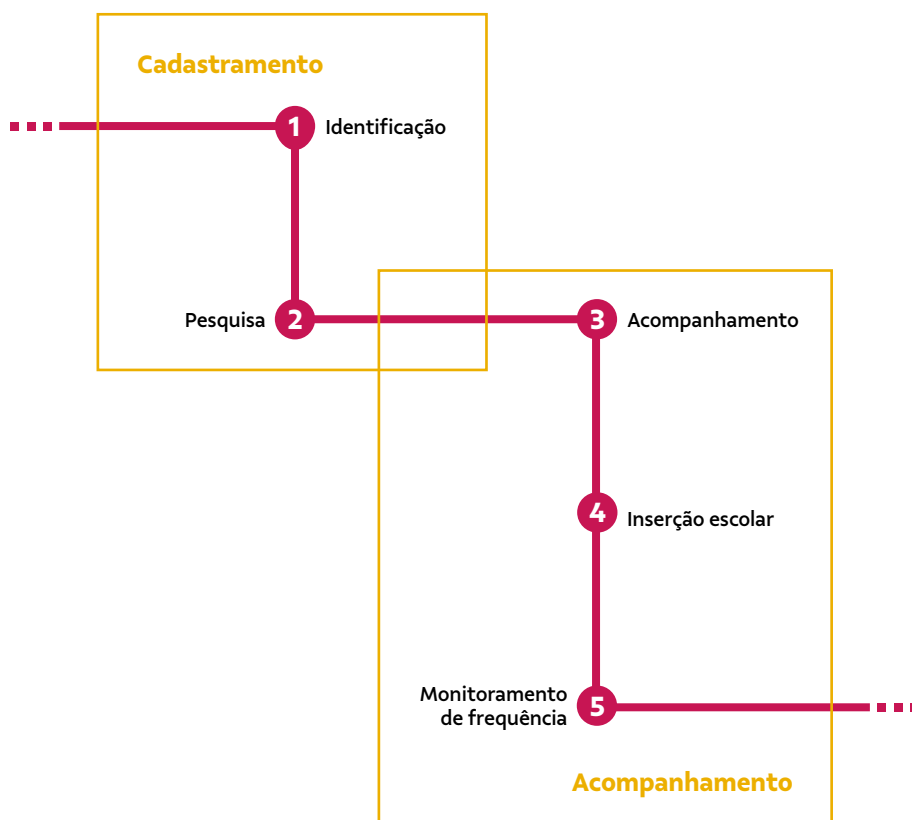 Cadastramento
1 Identificação
Pesquisa 2
3 Acompanhamento
4 Inserção escolar
Monitoramento
de frequência
5
Acompanhamento